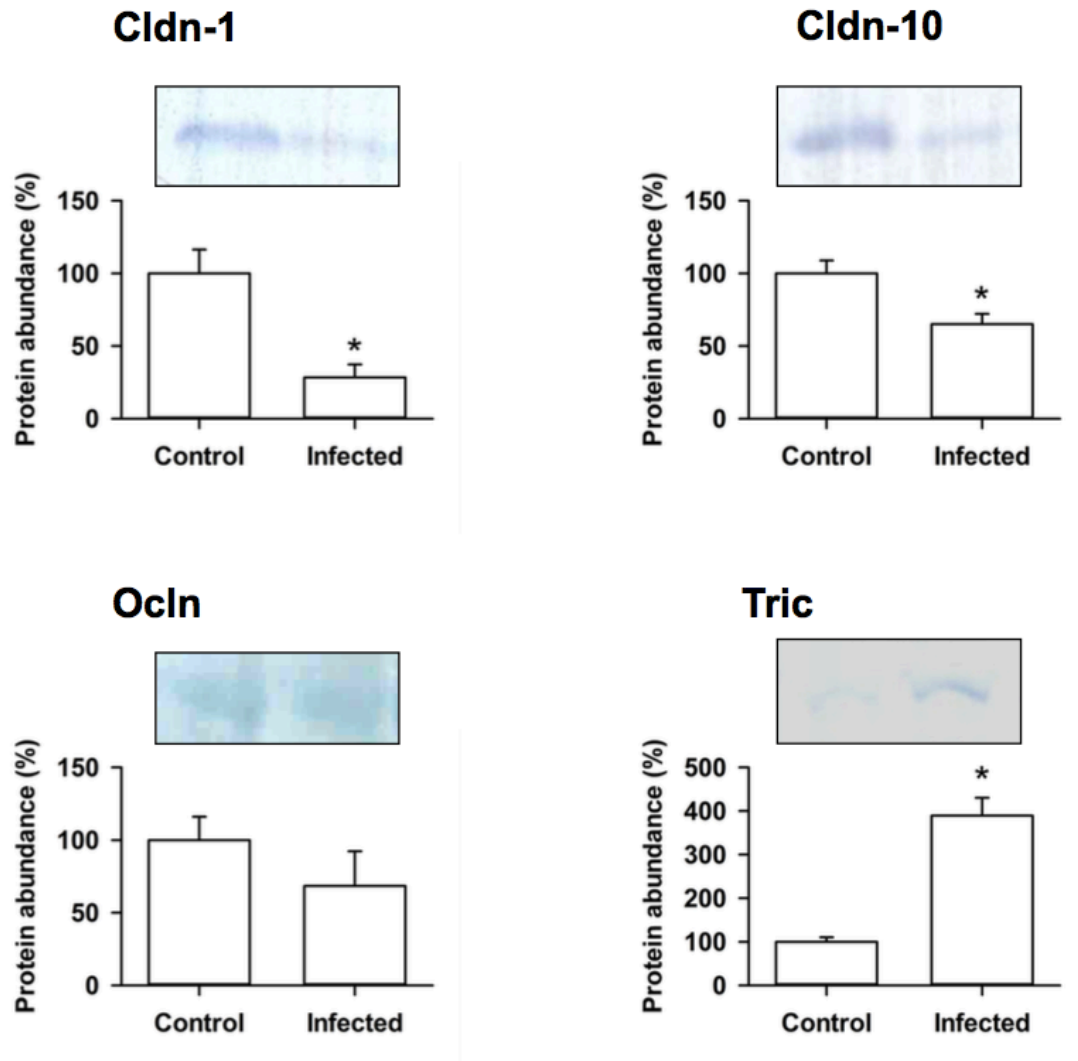 Cldn-1
Protein abundance (%)
150
100
50
0
*
Control Infected
Cldn-10
Protein abundance (%)
150
100
50
0
*
Control Infected
Ocln
Protein abundance (%)
150
100
50
0
Control Infected
Tric
Protein abundance (%)
500
400
300
200
100
0
*
Control Infected